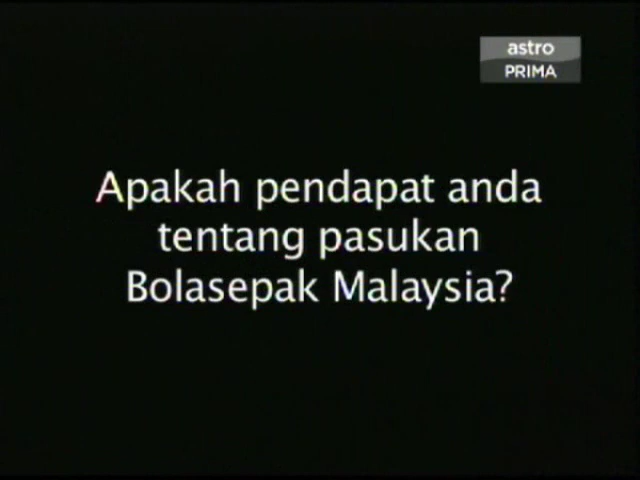 astro
PRIMA
Apakah pendapat anda
tentang pasukan
Bolasepak Malaysia?